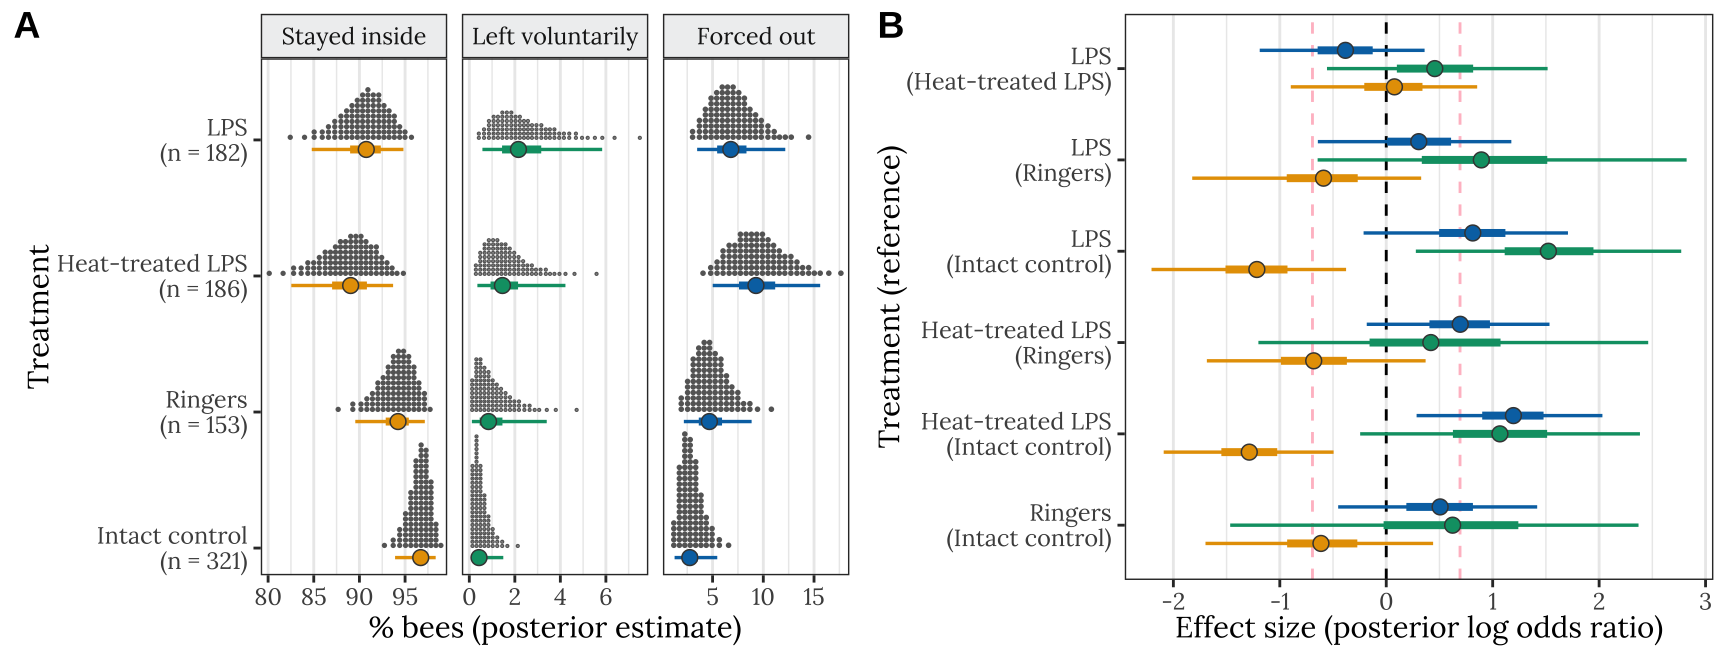 A
Stayed inside
Left voluntarily
Forced out
Treatment
LPS
(n = 182)
Heat-treated LPS
(n = 186)
Ringers
(n = 153)
Intact control
(n = 321)
80 85 90 95
0 2 4 6
5 10 15
% bees (posterior estimate)
B
Treatment (reference)
LPS
(Heat-treated LPS)
LPS
(Ringers)
LPS
(Intact control)
Heat-treated LPS
(Ringers)
Heat-treated LPS
(Intact control)
Ringers
(Intact control)
-2 -1 0 1 2 3
Effect size (posterior log odds ratio)